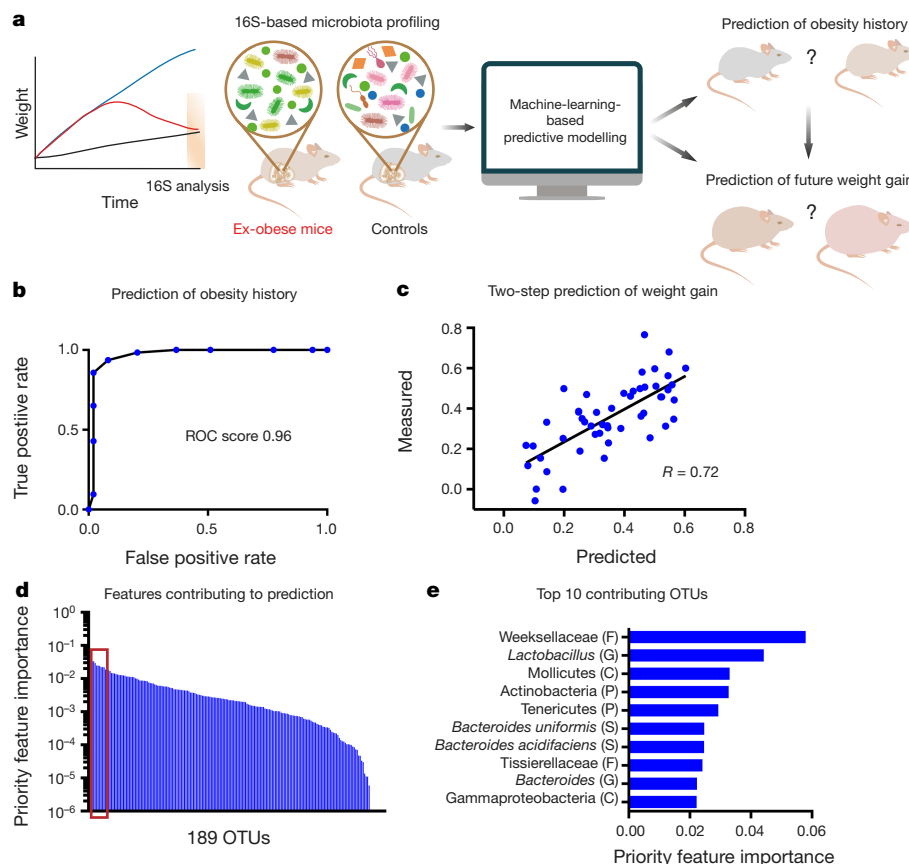 a
16S-based microbiota profiling
Prediction of obesity history
Weight
Time
16S analysis
Ex-obese mice
Controls
Machine-learning-
based
predictive modelling
?
Prediction of future weight gain
?
b
Prediction of obesity history
True positive rate
1.0
0.5
0.0
ROC score 0.96
0.0 0.5 1.0
False positive rate
c
Two-step prediction of weight gain
Measured
0.8
0.6
0.4
0.2
0.0
R = 0.72
0.0 0.2 0.4 0.6 0.8
Predicted
d
Features contributing to prediction
Priority feature importance
10⁰
10⁻¹
10⁻²
10⁻³
10⁻⁴
10⁻⁵
10⁻⁶
189 OTUs
e
Top 10 contributing OTUs
Weeksellaceae (F)
Lactobacillus (G)
Mollicutes (C)
Actinobacteria (P)
Tenericutes (P)
Bacteroides uniformis (S)
Bacteroides acidifaciens (S)
Tissierellaceae (F)
Bacteroides (G)
Gammaproteobacteria (C)
0.00 0.02 0.04 0.06
Priority feature importance